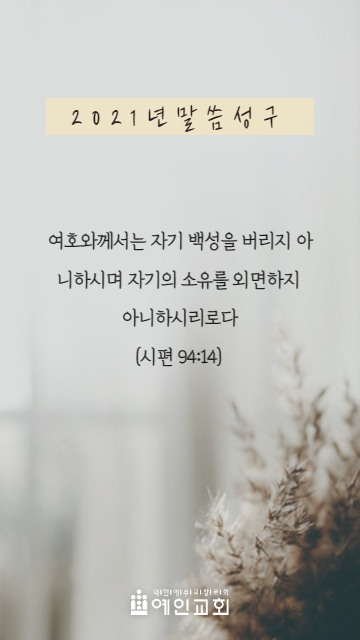 2021년말씀성구
여호와께서는 자기 백성을 버리지 아
니하시며 자기의 소유를 외면하지
아니하시리로다
(시편 94:14)
예인교회